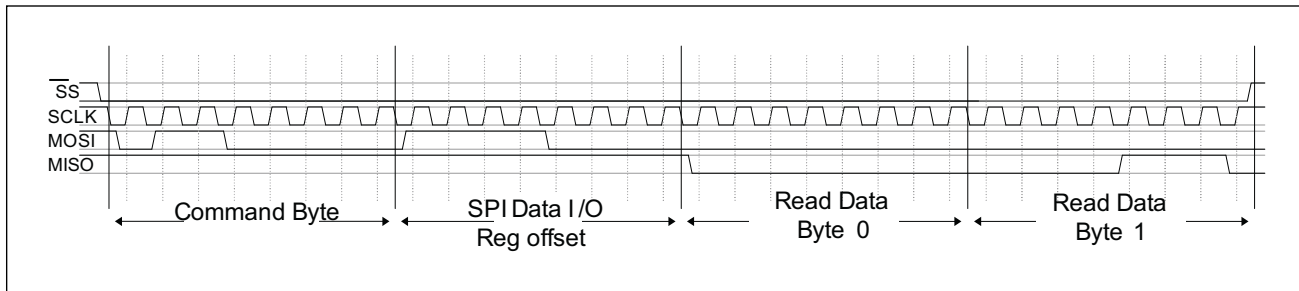 SS
SCLK
MOSI
MISO
Command Byte
SPI Data I/O
Reg offset
Read Data
Byte 0
Read Data
Byte 1